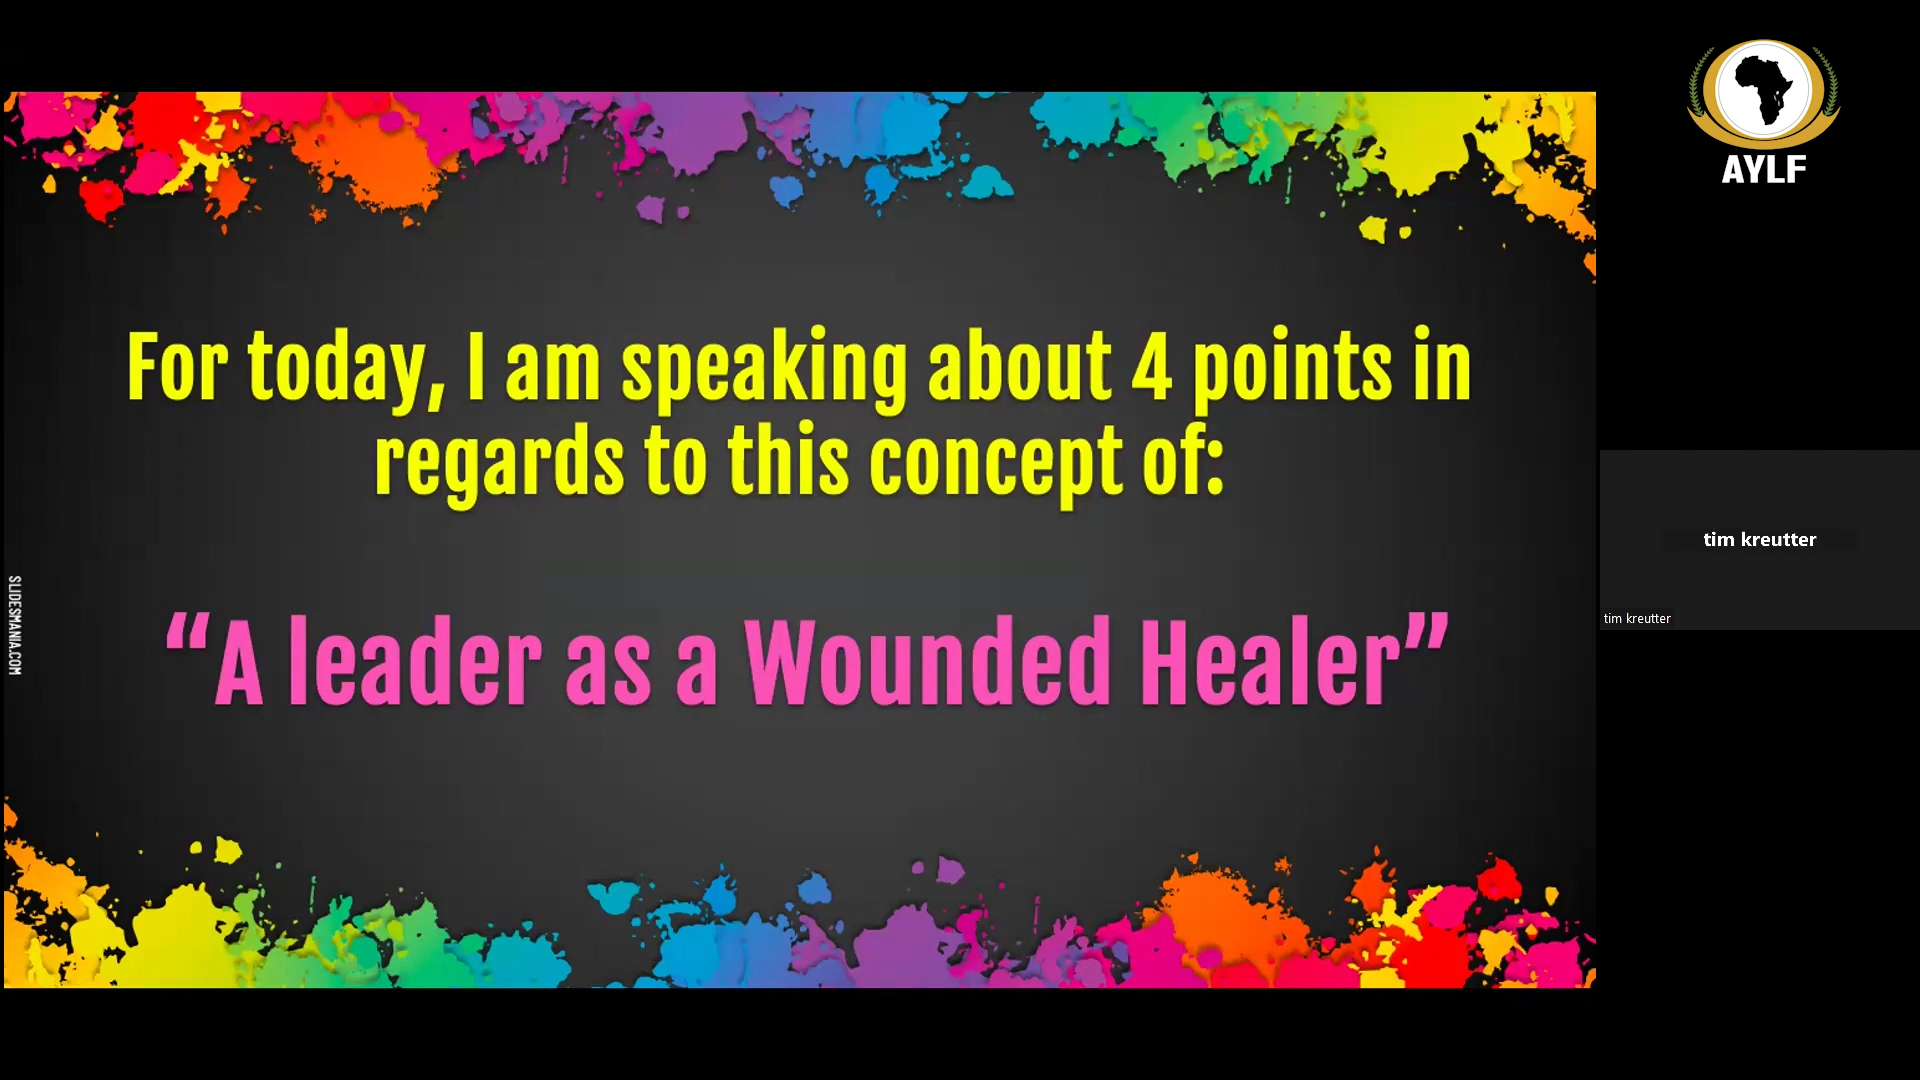 For today, I am speaking about 4 points in
regards to this concept of:
“A leader as a Wounded Healer”
SLIDESMANIA.COM
AYLF
tim kreutter
tim kreutter